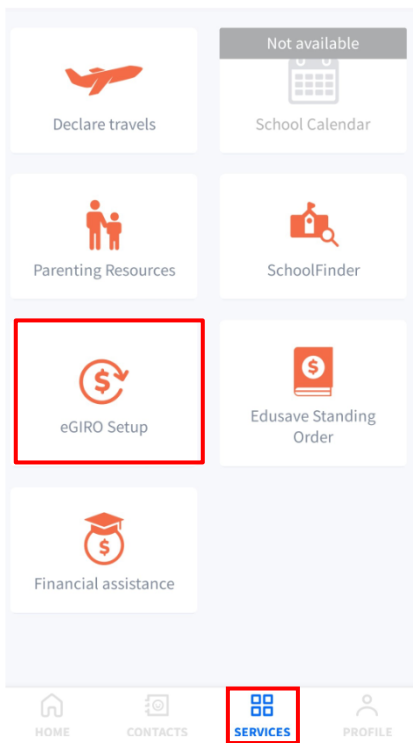 Not available
Declare travels
School Calendar
Parenting Resources
SchoolFinder
$
eGIRO Setup
$
Edusave Standing
Order
$
Financial assistance
HOME
CONTACTS
SERVICES
PROFILE